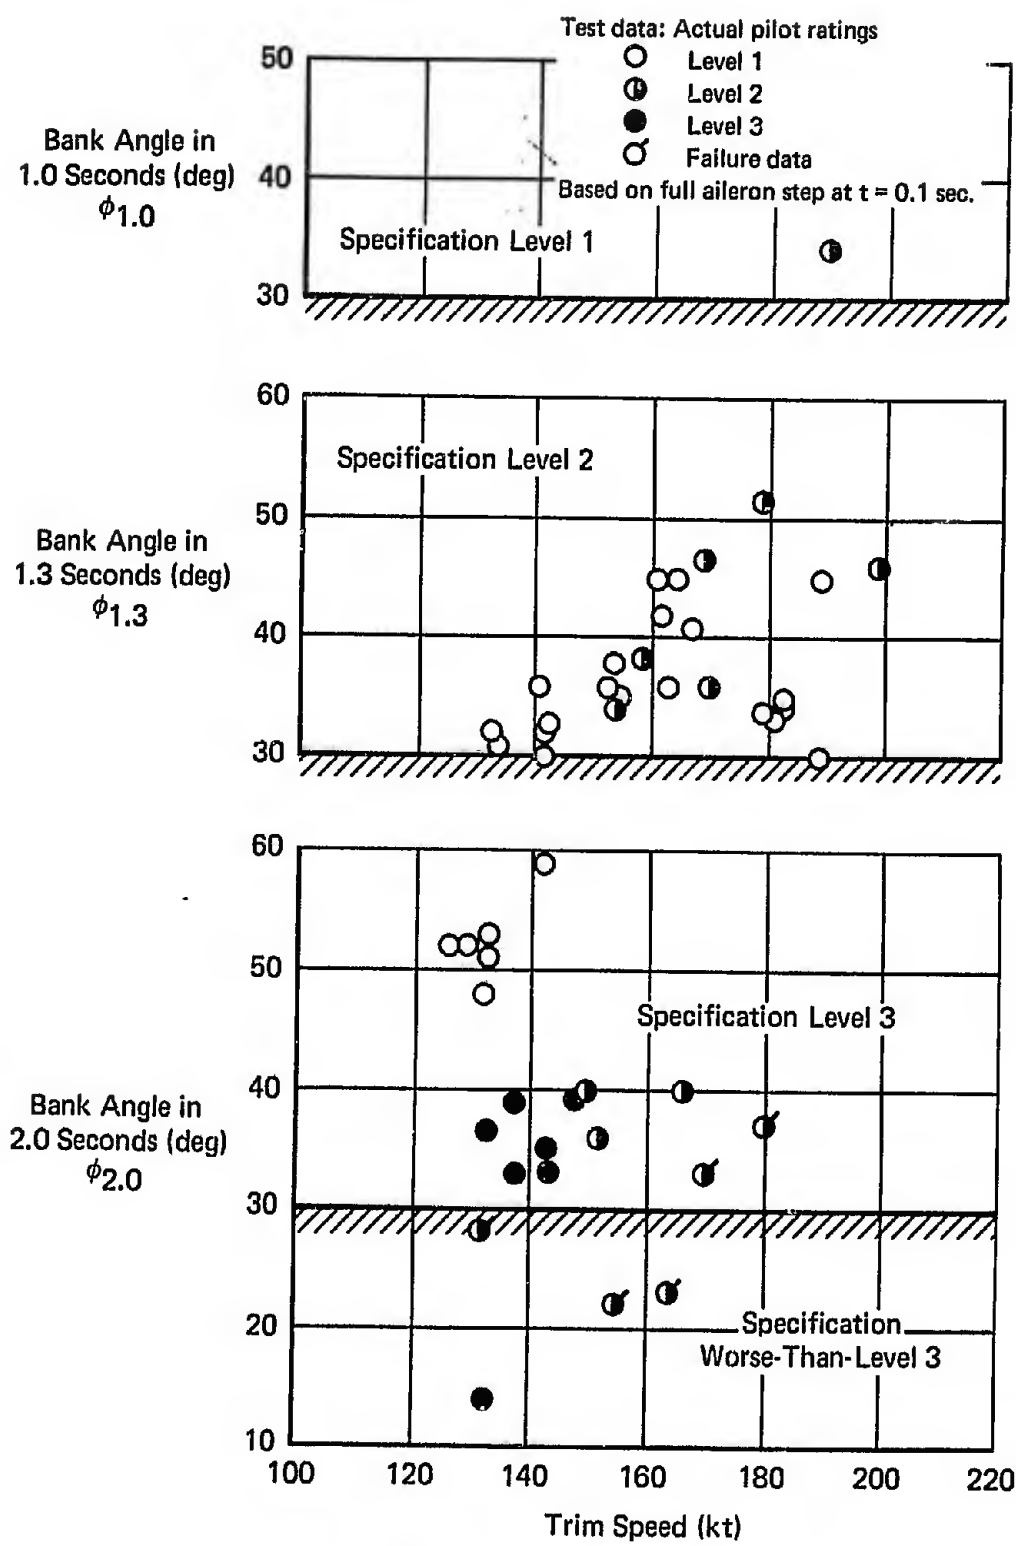 Test data: Actual pilot ratings
Level 1
Level 2
Level 3
Failure data
Based on full aileron step at t = 0.1 sec.
Bank Angle in
1.0 Seconds (deg)
ϕ1.0
50
40
30
Specification Level 1
Bank Angle in
1.3 Seconds (deg)
ϕ1.3
60
50
40
30
Specification Level 2
Bank Angle in
2.0 Seconds (deg)
ϕ2.0
60
50
40
30
20
10
Specification Level 3
Specification
Worse-Than-Level 3
100 120 140 160 180 200 220
Trim Speed (kt)